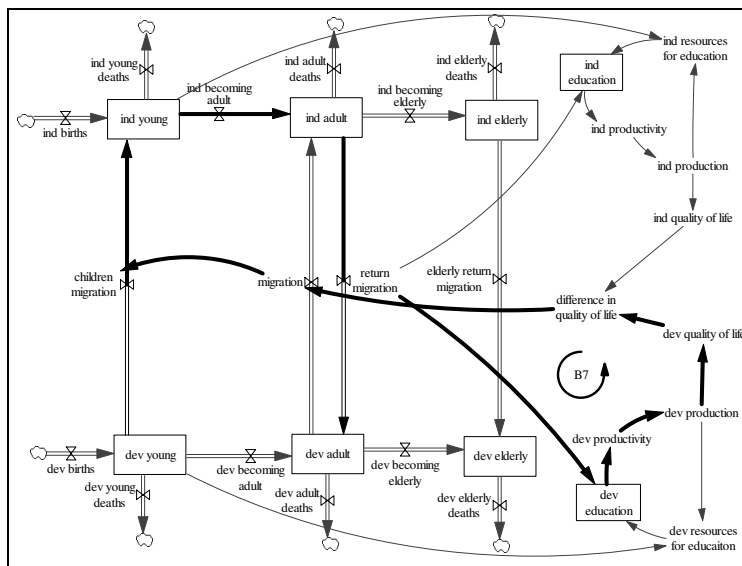 ind young
deaths
ind becoming
adult
ind adult
deaths
ind becoming
elderly
ind elderly
deaths
ind
education
ind resources
for education
ind births
ind young
ind adult
ind elderly
ind productivity
ind production
ind quality of life
children
migration
migration
return
migration
elderly return
migration
difference in
quality of life
dev quality of life
B7
dev production
dev productivity
dev births
dev young
dev becoming
adult
dev adult
dev becoming
elderly
dev elderly
dev young
deaths
dev adult
deaths
dev elderly
deaths
dev
education
dev resources
for educaiton